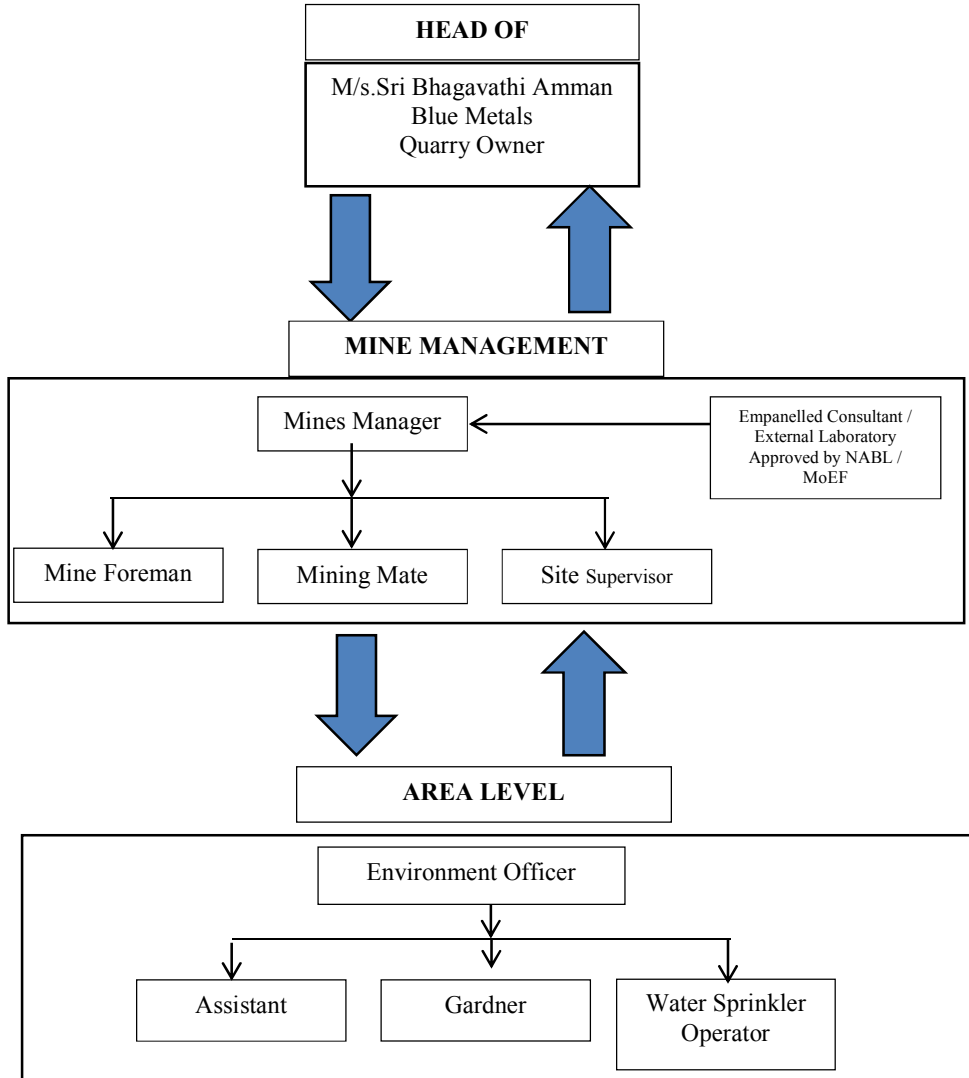 HEAD OF
M/s.Sri Bhagavathi Amman
Blue Metals
Quarry Owner
MINE MANAGEMENT
Mines Manager
Empanelled Consultant /
External Laboratory
Approved by NABL /
MoEF
Mine Foreman
Mining Mate
Site Supervisor
AREA LEVEL
Environment Officer
Assistant
Gardner
Water Sprinkler
Operator